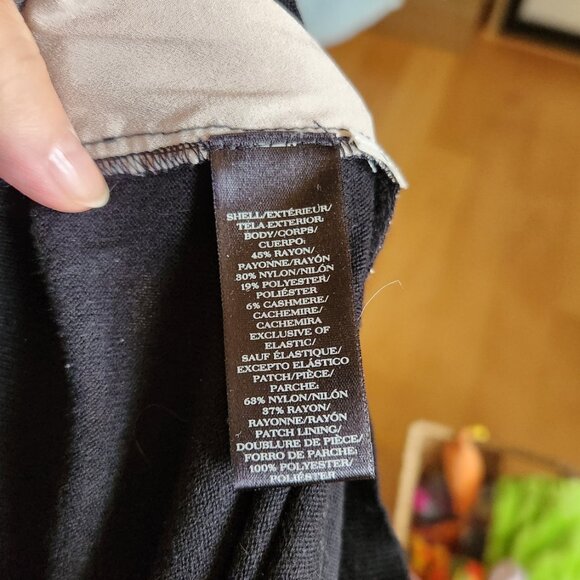 SHELL/EXTÉRIEUR/
TELA-EXTERIOR:
BODY/CORPS/
CUERPO:
45% RAYON/
RAYONNE/RAYÓN
30% NYLON/NILÓN
19% POLYESTER/
POLIÉSTER
6% CASHMERE/
CACHEMIRE/
CACHEMIRA
EXCLUSIVE OF
ELASTIC/
SAUF ÉLASTIQUE/
EXCEPTO ELÁSTICO
PATCH/PIÈCE/
PARCHE:
63% NYLON/NILÓN
37% RAYON/
RAYONNE/RAYÓN
PATCH LINING/
DOUBLURE DE PIÈCE/
FORRO DE PARCHE:
100% POLYESTER/
POLIÉSTER